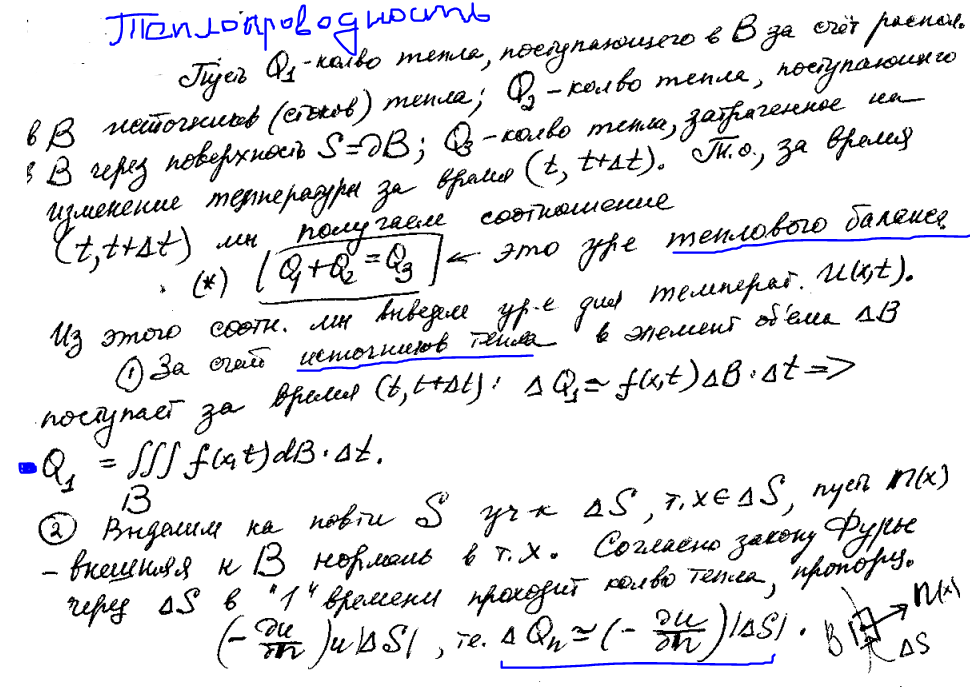 Теплопроводность
Пусть Q₁ - кол-во тепла, поступающего в B за счёт распол.
в B источников (стоков) тепла; Q₂ - кол-во тепла, поступающего
в B через поверхность S=∂B; Q₃ - кол-во тепла, затраченное на
изменение температуры за время (t, t+Δt). Т.о., за время
(t, t+Δt) мы получаем соотношение
(*) Q₁+Q₂=Q₃ ← это ур-е теплового баланса
Из этого соотн. мы выведем ур-е для температ. u(x,t).
① За счёт источников тепла в элемент объема ΔB
поступает за время (t, t+Δt): ΔQ₁≃f(x,t)ΔB·Δt ⇒
Q₁ = ∭ f(x,t)dB·Δt.
B
② Выделим на пов-ти S уч-к ΔS, т. x∈ΔS, пусть n(x)
- внешняя к B нормаль в т. x. Согласно закону Фурье
через ΔS в "1" времени проходит кол-во тепла, пропорц.
(-∂u/∂n) и |ΔS|, т.е. ΔQₙ≃(-∂u/∂n)|ΔS|.
n(x)
B
ΔS